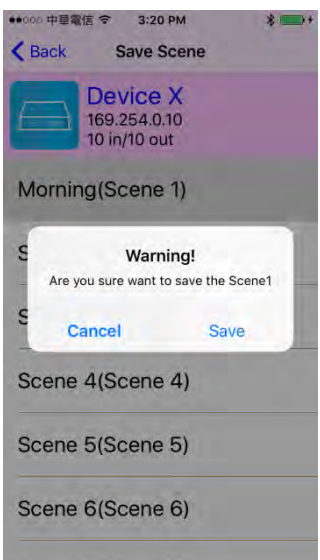 中華電信 3:20 PM
Back Save Scene
Device X
169.254.0.10
10 in/10 out
Morning(Scene 1)
S
Warning!
Are you sure want to save the Scene1
S
Cancel Save
Scene 4(Scene 4)
Scene 5(Scene 5)
Scene 6(Scene 6)